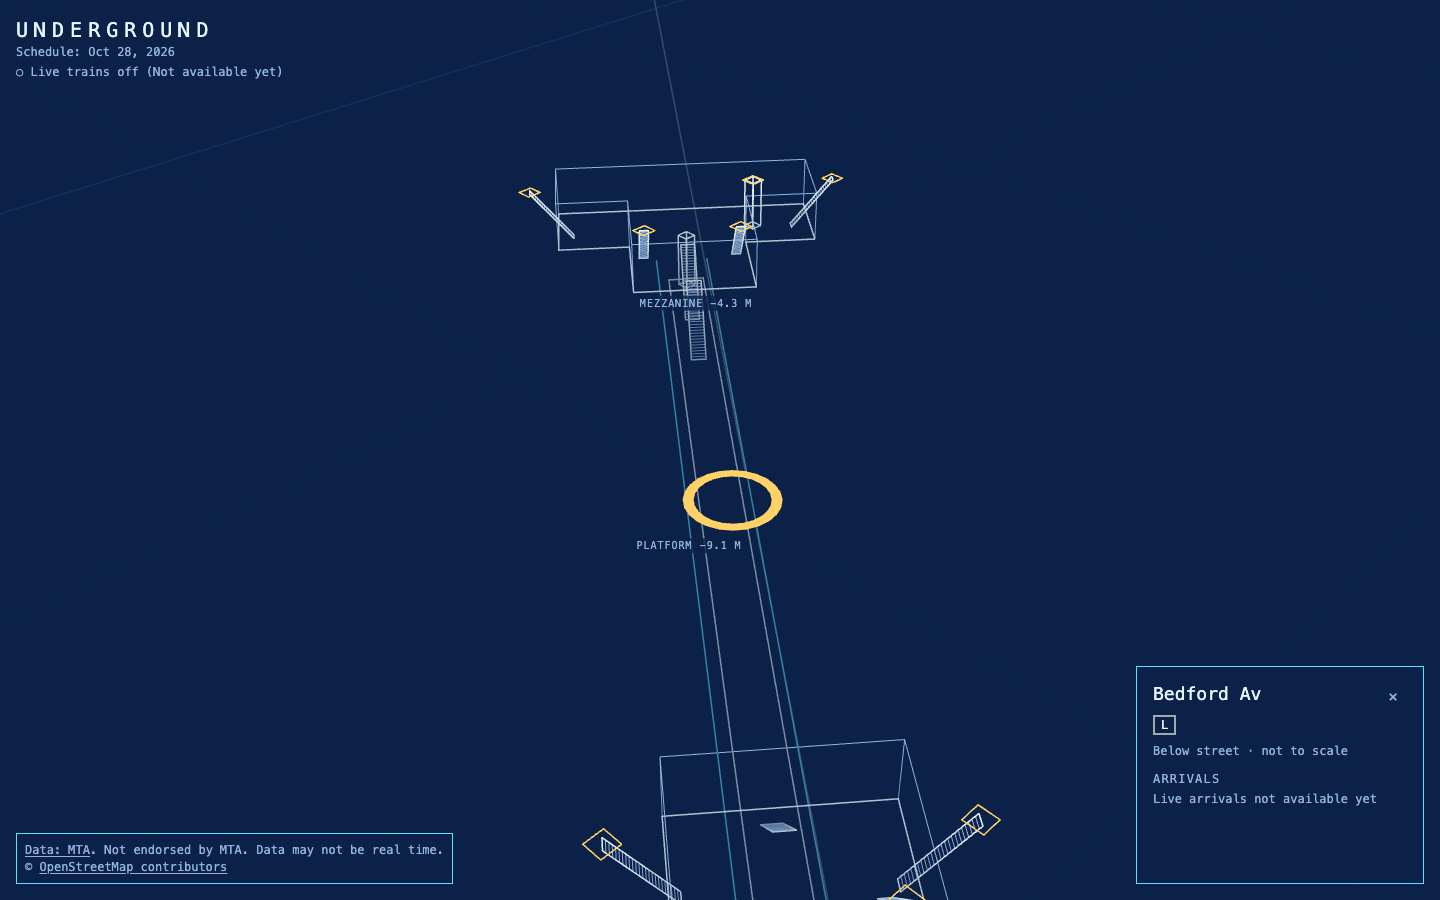 UNDERGROUND
Schedule: Oct 28, 2026
○ Live trains off (Not available yet)
MEZZANINE −4.3 M
PLATFORM −9.1 M
Bedford Av ×
L
Below street · not to scale
ARRIVALS
Live arrivals not available yet
Data: MTA. Not endorsed by MTA. Data may not be real time.
© OpenStreetMap contributors